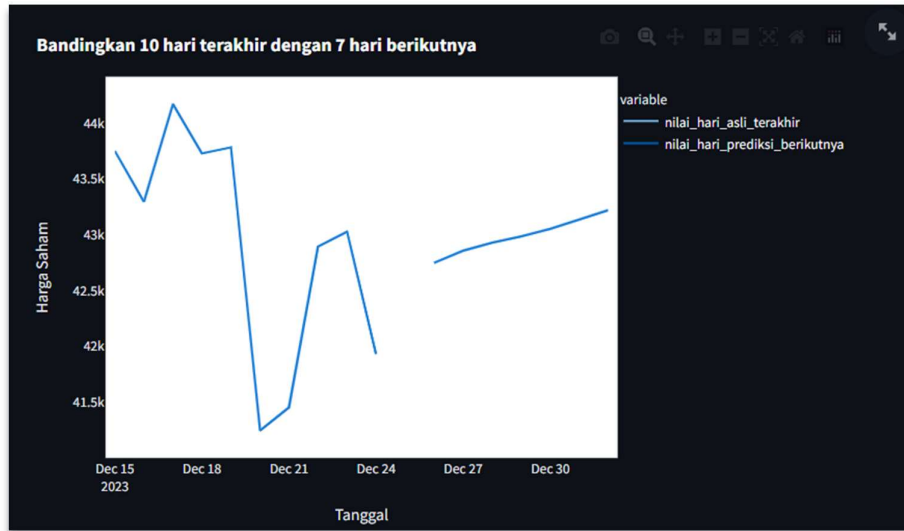 Bandingkan 10 hari terakhir dengan 7 hari berikutnya
variable
nilai_hari_asli_terakhir
nilai_hari_prediksi_berikutnya
Harga Saham
44k
43.5k
43k
42.5k
42k
41.5k
Dec 15
2023
Dec 18
Dec 21
Dec 24
Dec 27
Dec 30
Tanggal